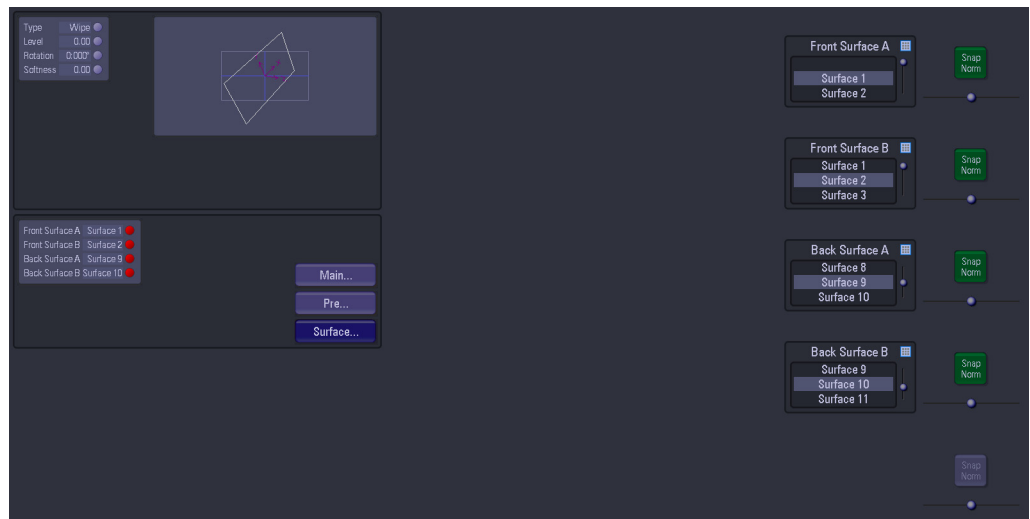 Type Wipe
Level 0.00
Rotation 0.000°
Softness 0.00
Front Surface A Surface 1
Front Surface B Surface 2
Back Surface A Surface 9
Back Surface B Surface 10
Main...
Pre...
Surface...
Front Surface A
Surface 1
Surface 2
Snap
Norm
Front Surface B
Surface 1
Surface 2
Surface 3
Snap
Norm
Back Surface A
Surface 8
Surface 9
Surface 10
Snap
Norm
Back Surface B
Surface 9
Surface 10
Surface 11
Snap
Norm
Snap
Norm